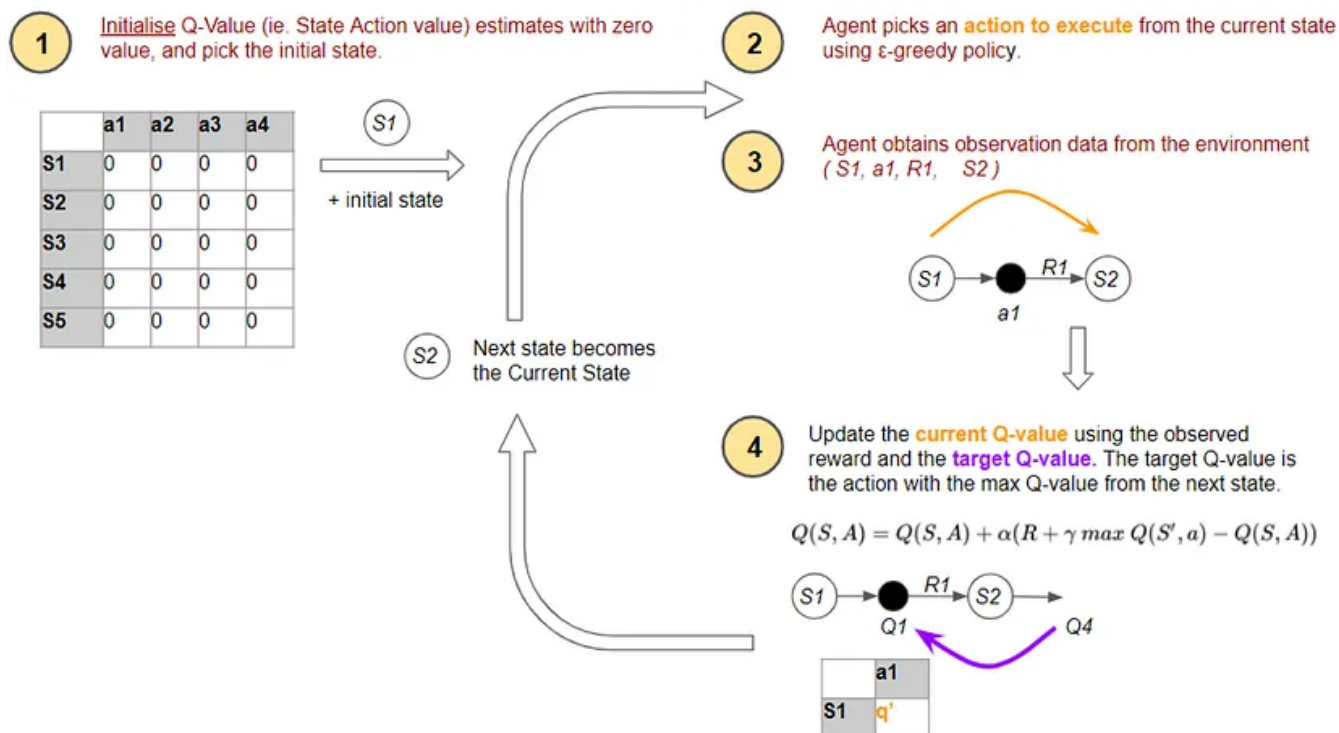 1
Initialise Q-Value (ie. State Action value) estimates with zero
value, and pick the initial state.
a1 a2 a3 a4
S1 0 0 0 0
S2 0 0 0 0
S3 0 0 0 0
S4 0 0 0 0
S5 0 0 0 0
S1
+ initial state
2
Agent picks an action to execute from the current state
using ε-greedy policy.
3
Agent obtains observation data from the environment
( S1, a1, R1, S2 )
S1 R1 S2
a1
4
Update the current Q-value using the observed
reward and the target Q-value. The target Q-value is
the action with the max Q-value from the next state.
Q(S, A) = Q(S, A) + α(R + γ max Q(S′, a) − Q(S, A))
S1 R1 S2
Q1 Q4
a1
S1 q'
S2
Next state becomes
the Current State